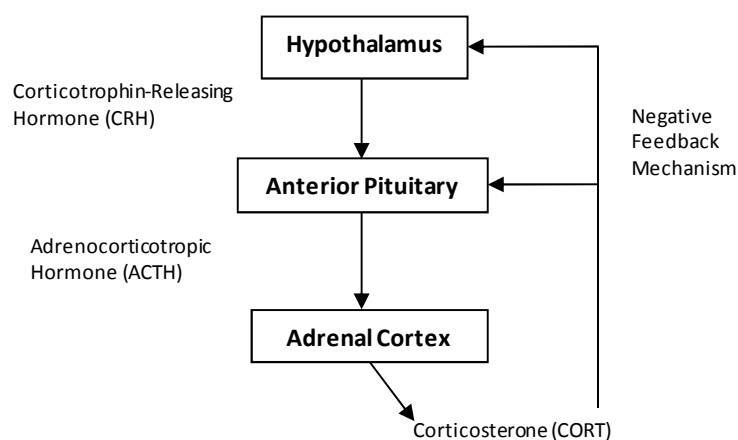 Hypothalamus
Corticotrophin-Releasing
Hormone (CRH)
Negative
Feedback
Mechanism
Anterior Pituitary
Adrenocorticotropic
Hormone (ACTH)
Adrenal Cortex
Corticosterone (CORT)